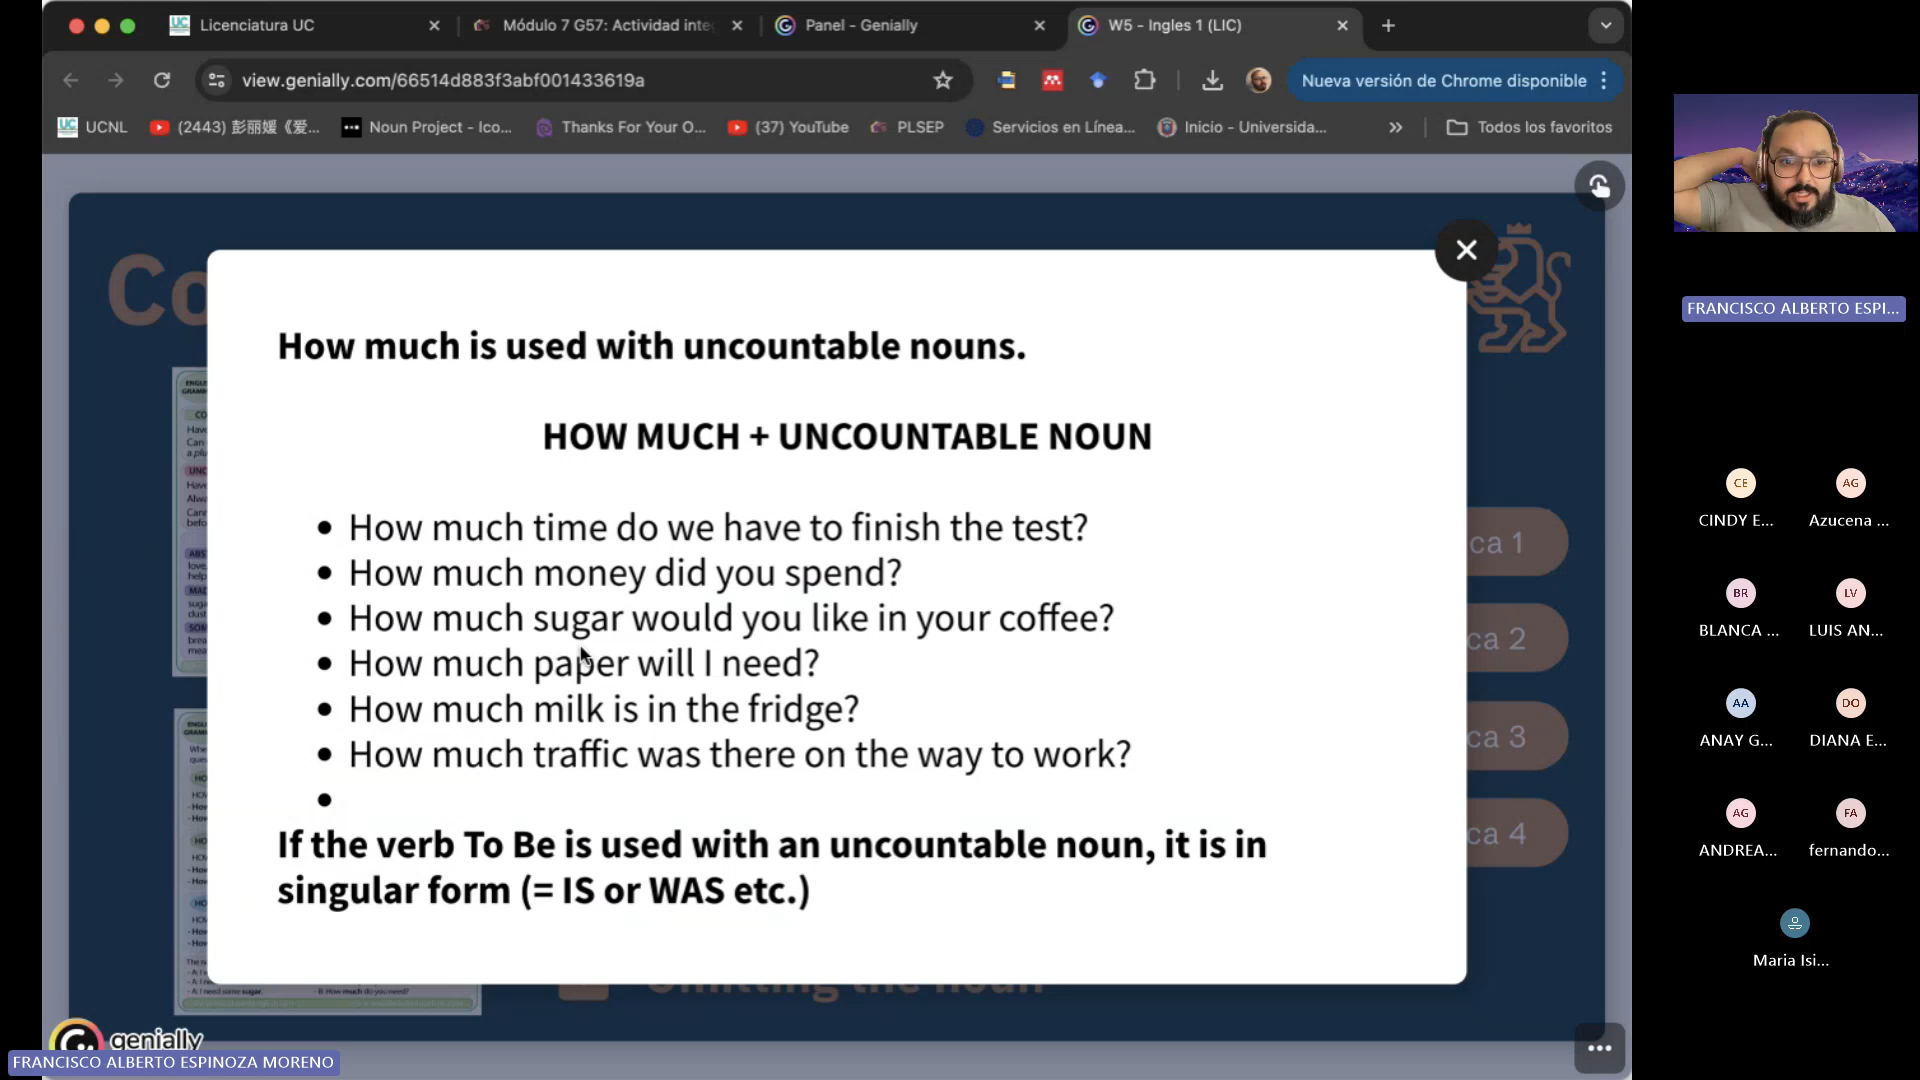 Licenciatura UC
Módulo 7 G57: Actividad inte
Panel - Genially
W5 - Ingles 1 (LIC)
view.genially.com/66514d883f3abf001433619a
Nueva versión de Chrome disponible
UCNL
(2443) 彭丽媛《爱...
Noun Project - Ico...
Thanks For Your O...
(37) YouTube
PLSEP
Servicios en Línea...
Inicio - Universida...
Todos los favoritos
Co
How much is used with uncountable nouns.
HOW MUCH + UNCOUNTABLE NOUN
• How much time do we have to finish the test?
• How much money did you spend?
• How much sugar would you like in your coffee?
• How much paper will I need?
• How much milk is in the fridge?
• How much traffic was there on the way to work?
•
If the verb To Be is used with an uncountable noun, it is in
singular form (= IS or WAS etc.)
ca 1
ca 2
ca 3
ca 4
Omitting the noun
genially
FRANCISCO ALBERTO ESPINOZA MORENO
FRANCISCO ALBERTO ESPI...
CE
CINDY E...
AG
Azucena ...
BR
BLANCA ...
LV
LUIS AN...
AA
ANAY G...
DO
DIANA E...
AG
ANDREA...
FA
fernando...
Maria Isi...